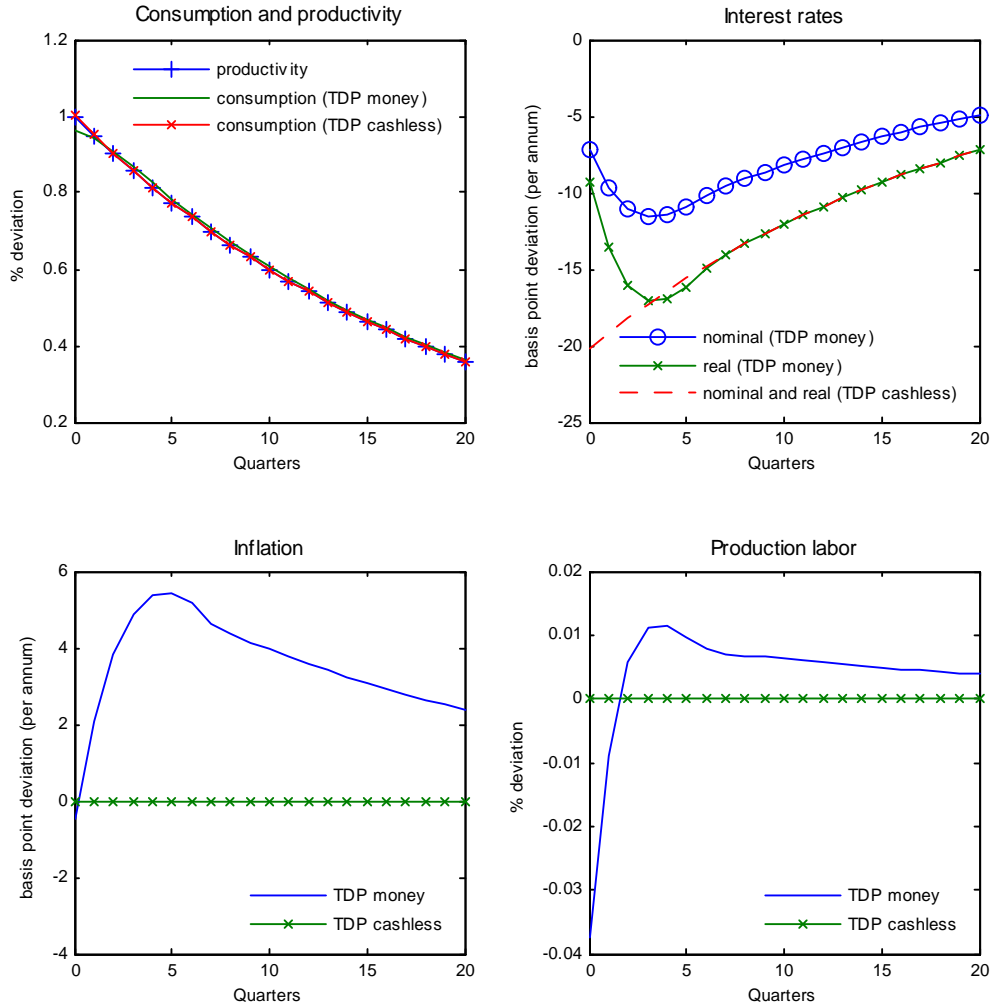 Consumption and productivity
1.2
1
0.8
0.6
0.4
0.2
% deviation
productivity
consumption (TDP money)
consumption (TDP cashless)
0 5 10 15 20
Quarters
Interest rates
0
-5
-10
-15
-20
-25
basis point deviation (per annum)
nominal (TDP money)
real (TDP money)
nominal and real (TDP cashless)
0 5 10 15 20
Quarters
Inflation
6
4
2
0
-2
-4
basis point deviation (per annum)
TDP money
TDP cashless
0 5 10 15 20
Quarters
Production labor
0.02
0.01
0
-0.01
-0.02
-0.03
-0.04
% deviation
TDP money
TDP cashless
0 5 10 15 20
Quarters